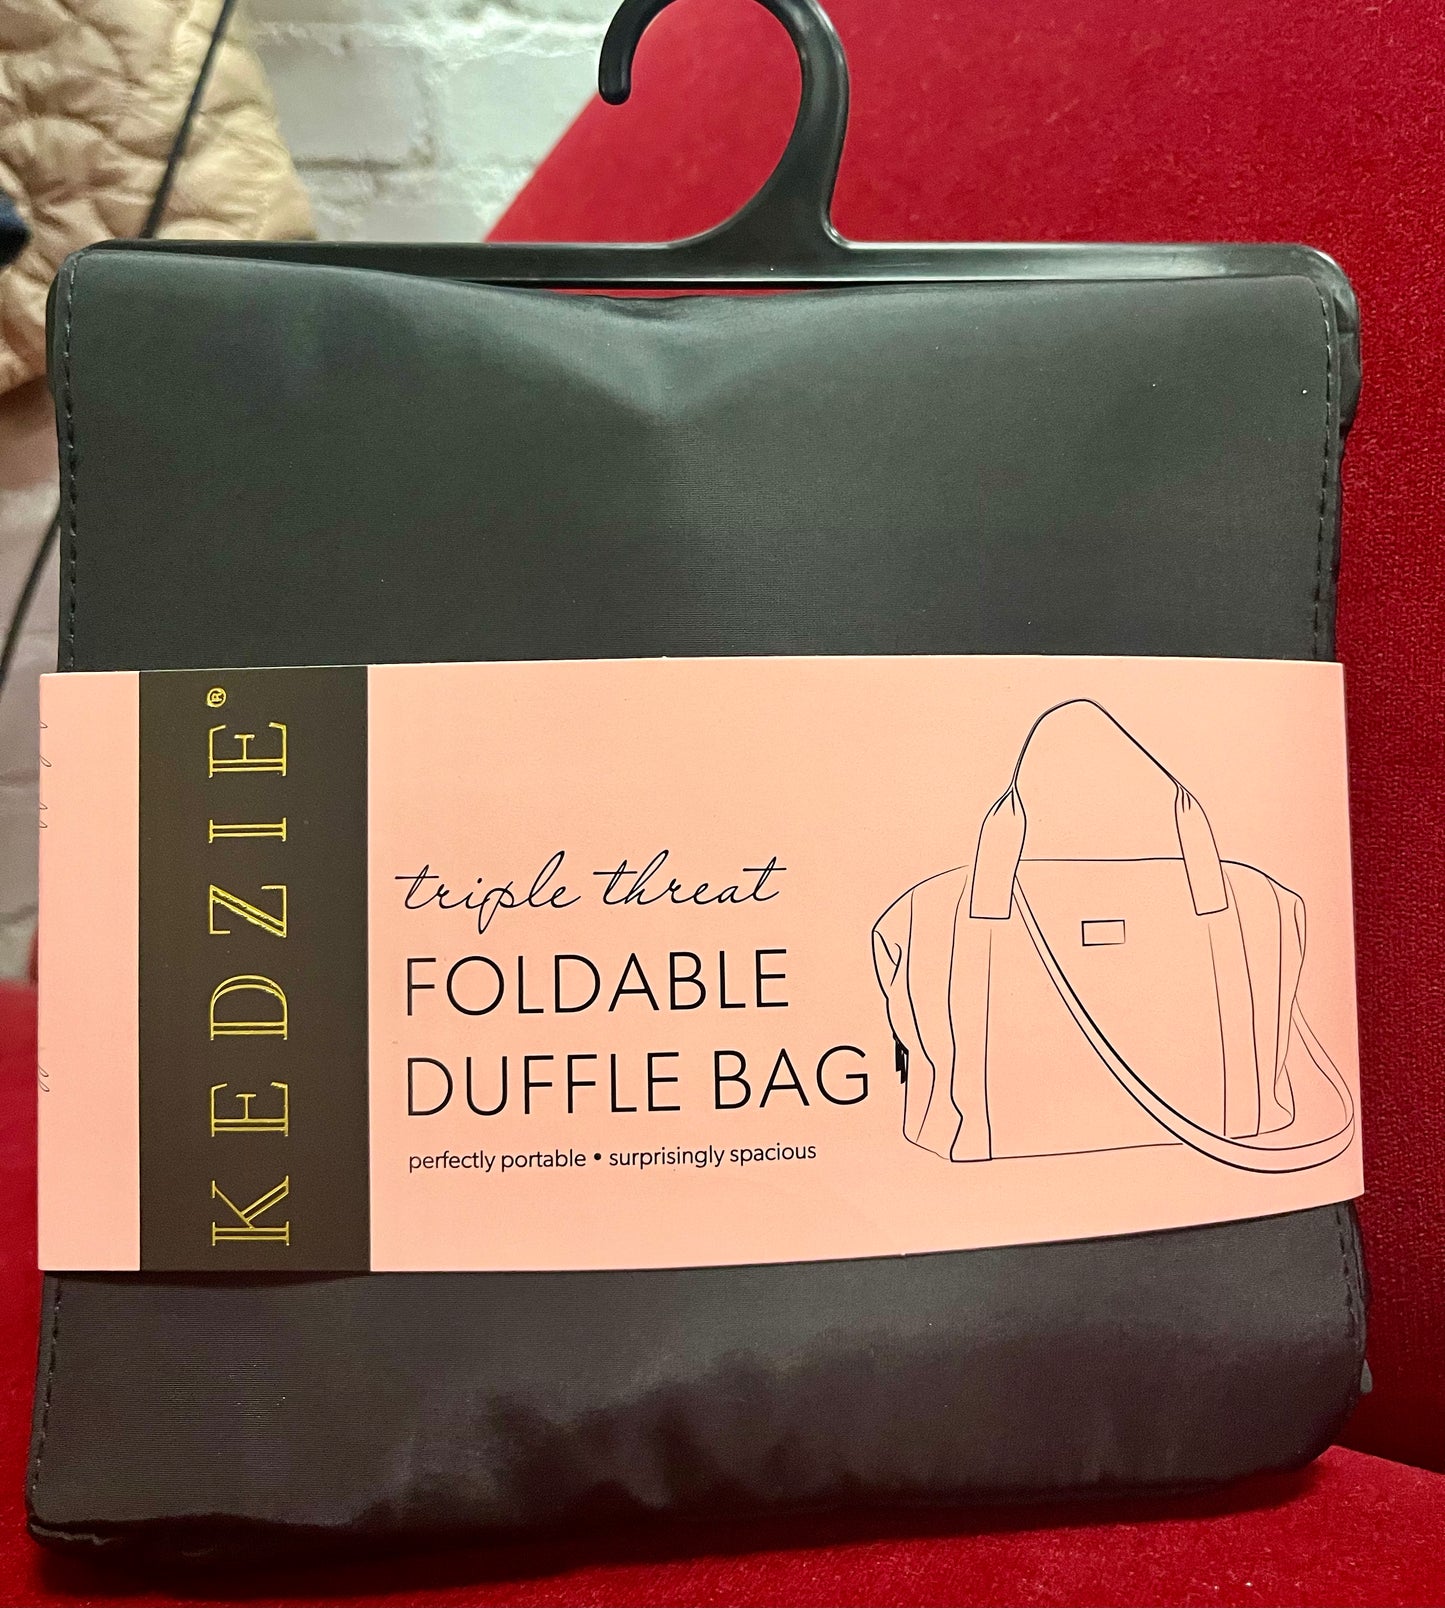 KEDZIE®
triple threat
FOLDABLE
DUFFLE BAG
perfectly portable • surprisingly spacious